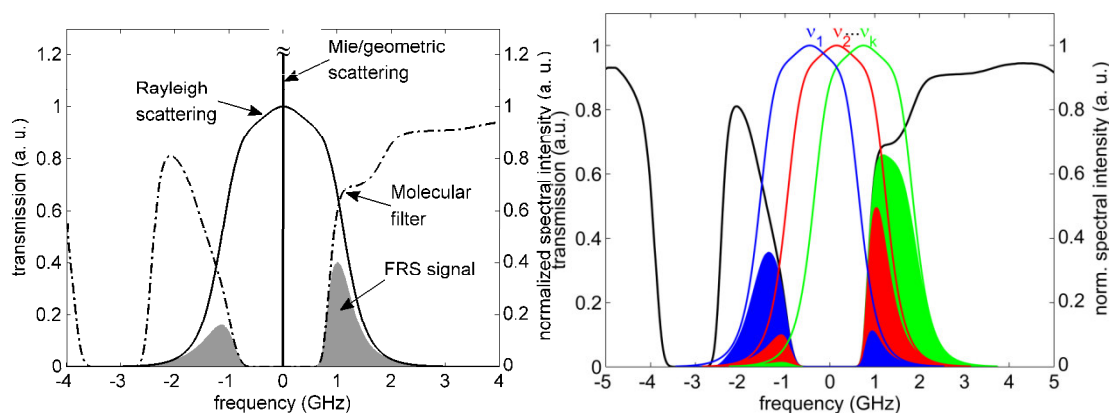 1.2
1
0.8
0.6
0.4
0.2
0
transmission (a. u.)
Mie/geometric
scattering
Rayleigh
scattering
Molecular
filter
FRS signal
≈
1.2
1
0.8
0.6
0.4
0.2
0
normalized spectral intensity (a. u.)
-4 -3 -2 -1 0 1 2 3 4
frequency (GHz)
ν1 ν2...νk
1
0.8
0.6
0.4
0.2
0
transmission (a.u.)
1
0.8
0.6
0.4
0.2
0
norm. spectral intensity (a. u.)
-5 -4 -3 -2 -1 0 1 2 3 4 5
frequency (GHz)